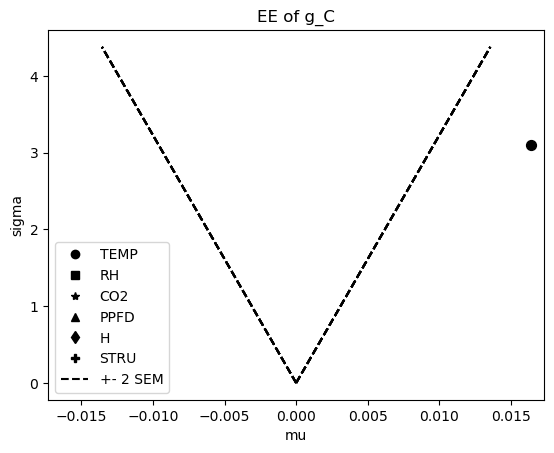 EE of g_C
4
3
2
1
0
sigma
TEMP
RH
CO2
PPFD
H
STRU
+- 2 SEM
−0.015
−0.010
−0.005
0.000
0.005
0.010
0.015
mu